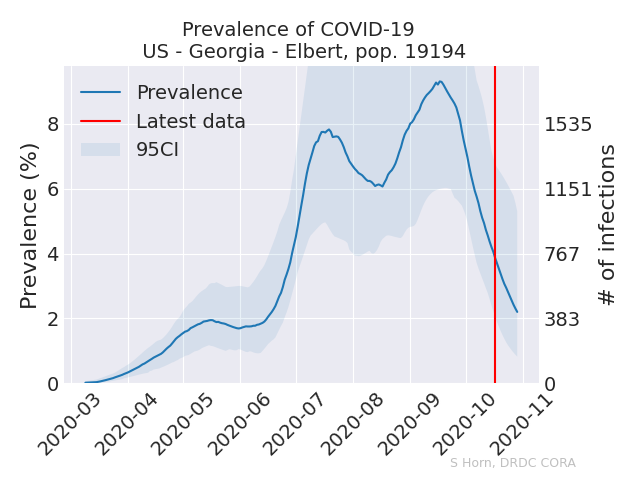 Prevalence of COVID-19
US - Georgia - Elbert, pop. 19194
Prevalence
Latest data
95CI
Prevalence (%)
8
6
4
2
0
1535
1151
767
383
0
# of infections
2020-03
2020-04
2020-05
2020-06
2020-07
2020-08
2020-09
2020-10
2020-11
S Horn, DRDC CORA